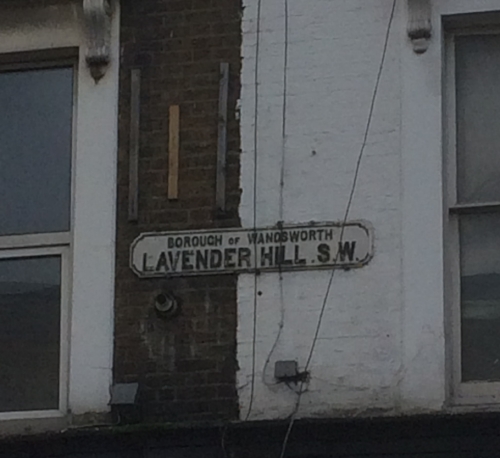 BOROUGH OF WANDSWORTH
LAVENDER HILL. S.W.